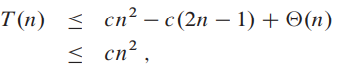 T(n) ≤ cn² − c(2n − 1) + Θ(n)
≤ cn² ,